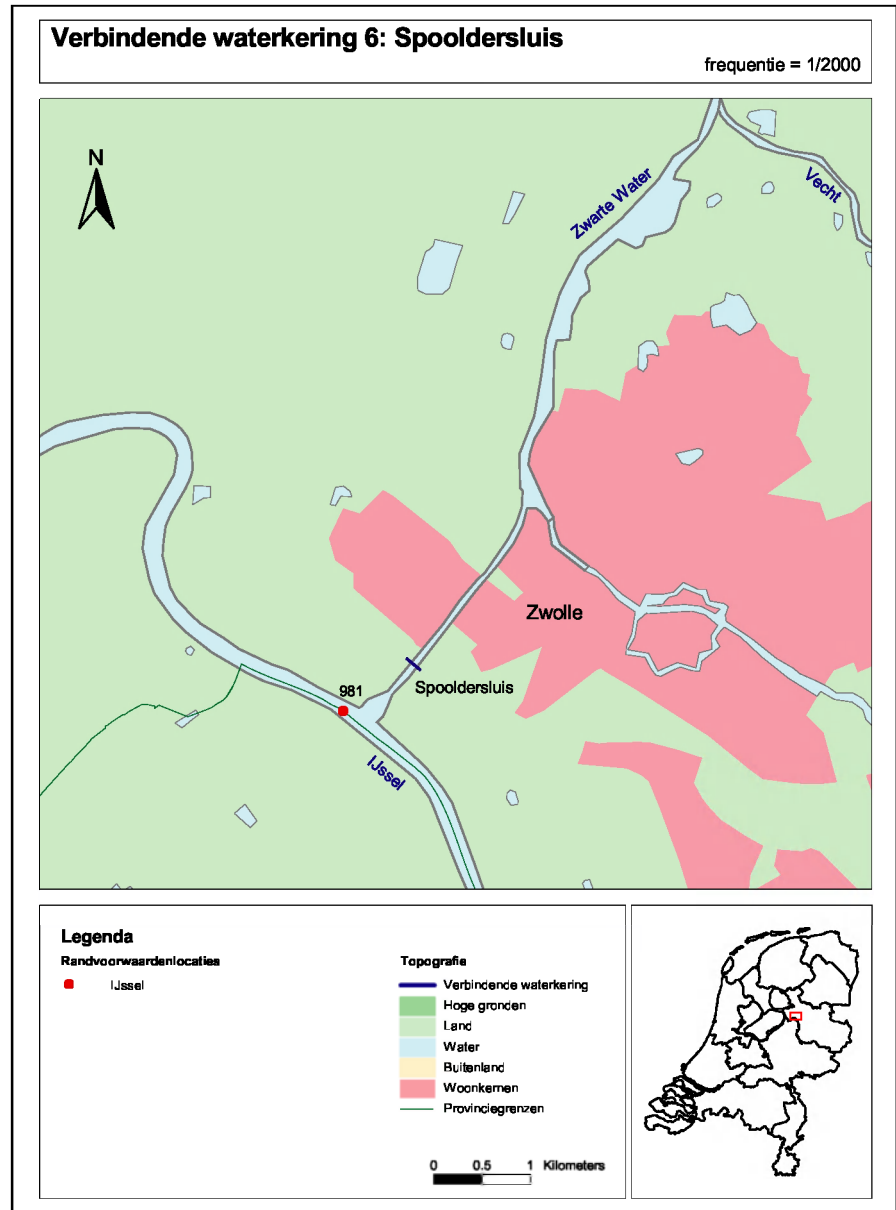 Verbindende waterkering 6: Spooldersluis
frequentie = 1/2000
N
Zwarte Water
Vecht
Zwolle
Spooldersluis
981
IJssel
Legenda
Randvoorwaardenlocaties
IJssel
Topografie
Verbindende waterkering
Hoge gronden
Land
Water
Buitenland
Woonkernen
Provinciegrenzen
0 0.5 1 Kilometers